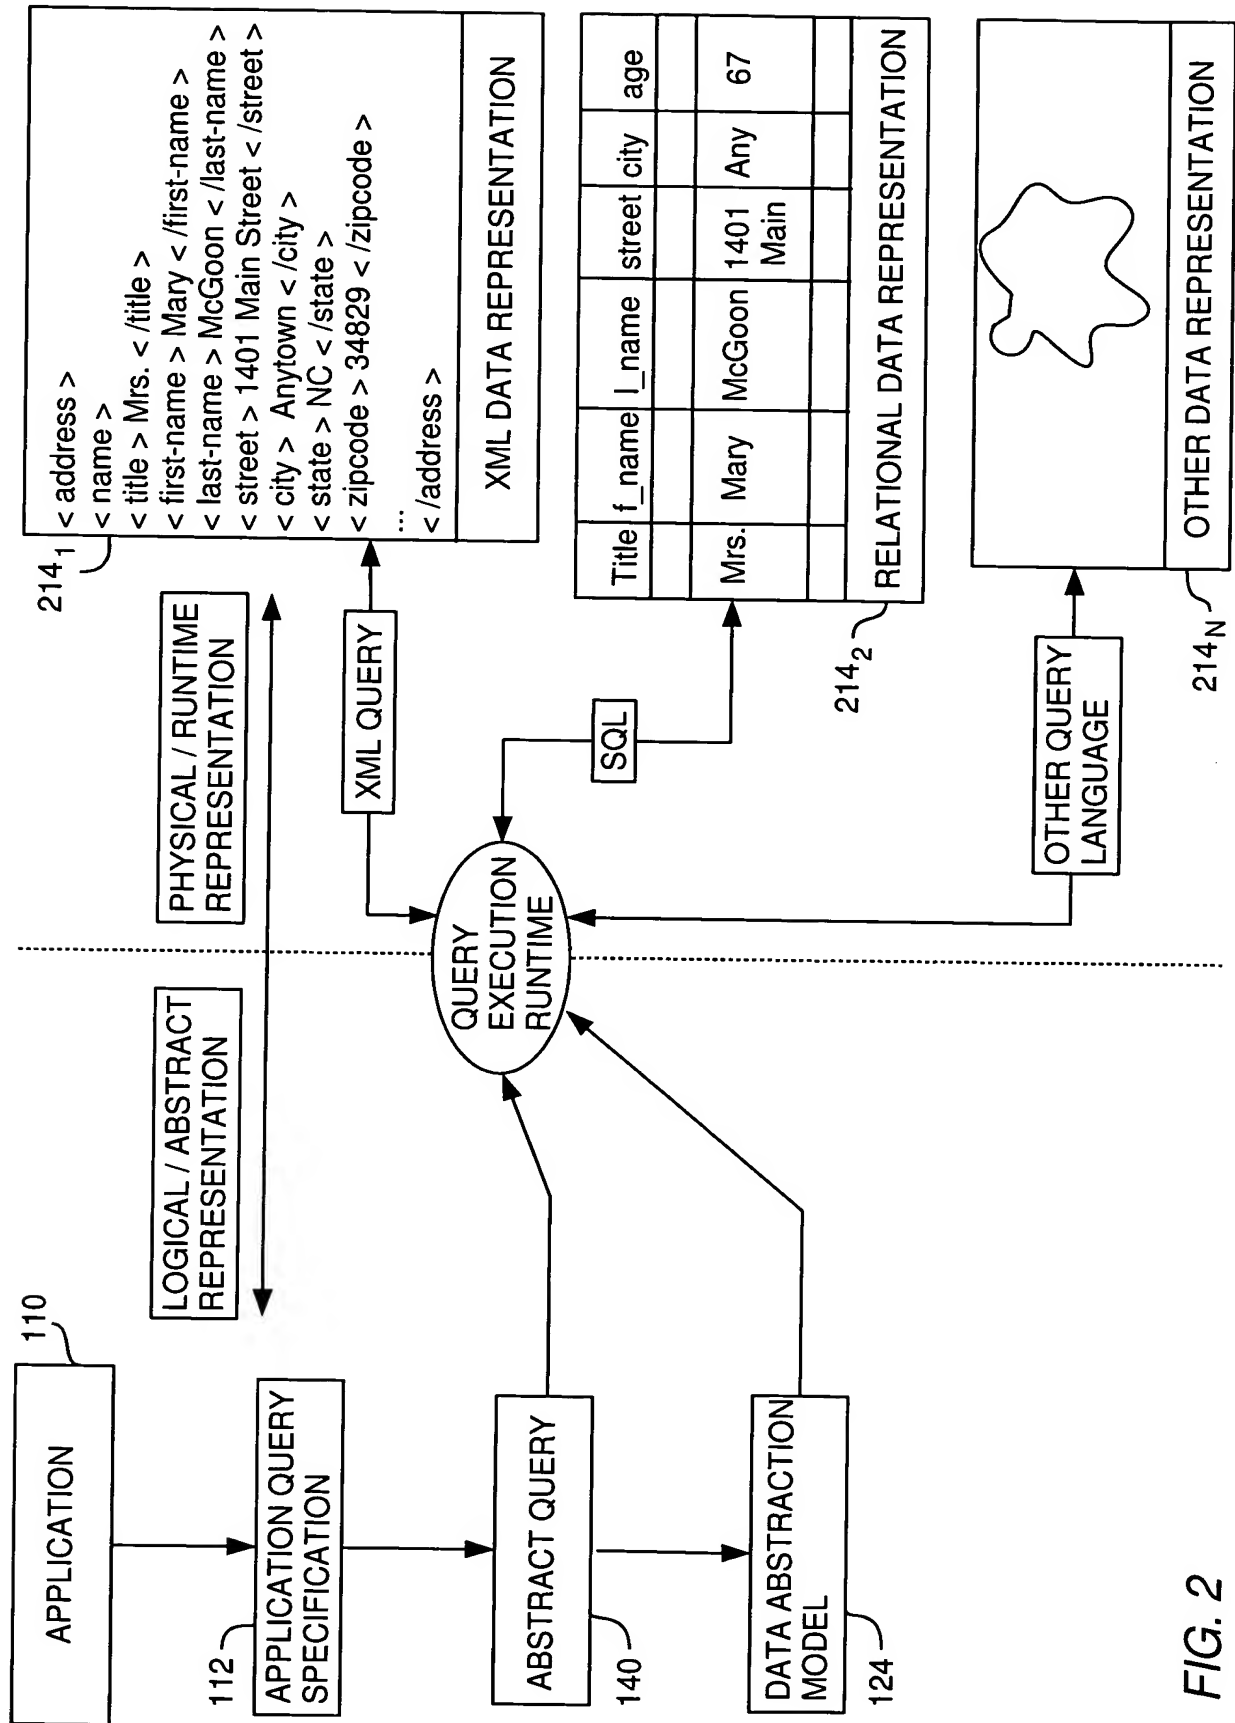 APPLICATION
110
112
APPLICATION QUERY
SPECIFICATION
ABSTRACT QUERY
140
DATA ABSTRACTION
MODEL
124
LOGICAL / ABSTRACT
REPRESENTATION
PHYSICAL / RUNTIME
REPRESENTATION
QUERY
EXECUTION
RUNTIME
XML QUERY
SQL
OTHER QUERY
LANGUAGE
214₁
< address >
< name >
< title > Mrs. < /title >
< first-name > Mary < /first-name >
< last-name > McGoon < /last-name >
< street > 1401 Main Street < /street >
< city > Anytown < /city >
< state > NC < /state >
< zipcode > 34829 < /zipcode >
...
< /address >
XML DATA REPRESENTATION
Title f_name l_name street city age
Mrs. Mary McGoon 1401 Any 67
Main
RELATIONAL DATA REPRESENTATION
214₂
OTHER DATA REPRESENTATION
214N
FIG. 2